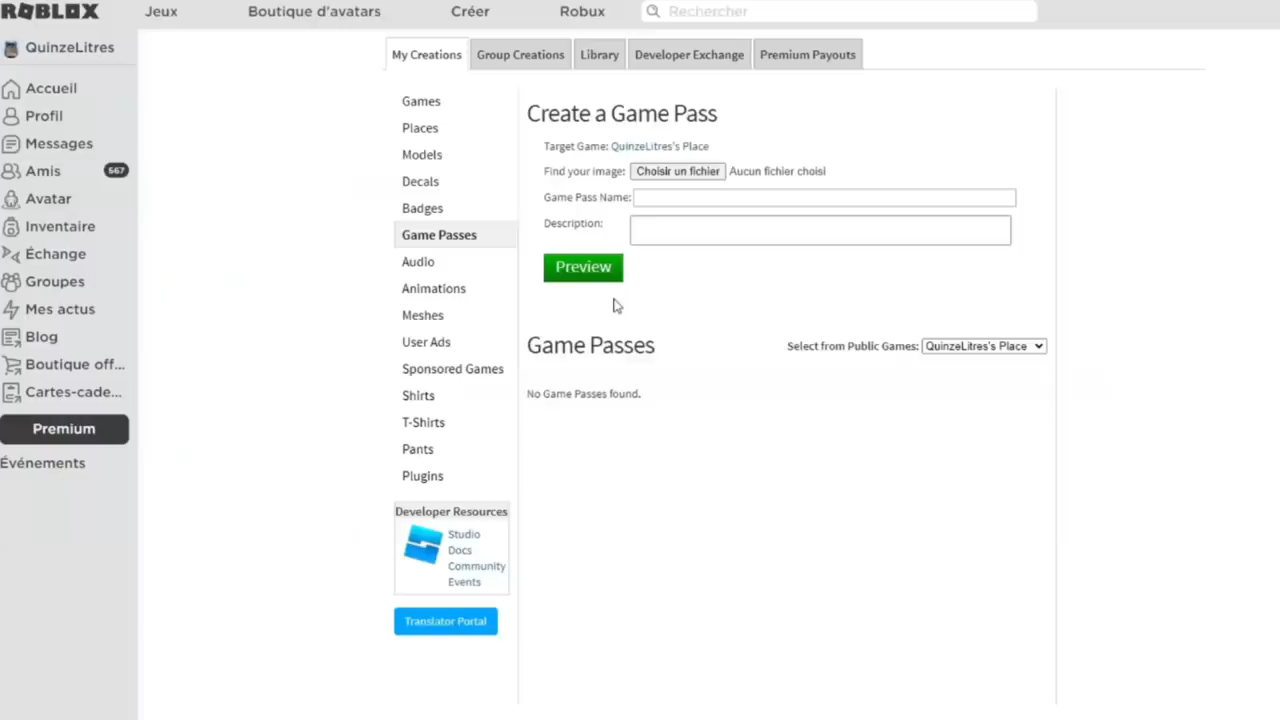 ROBLOX
Jeux
Boutique d'avatars
Créer
Robux
Rechercher
QuinzeLitres
Accueil
Profil
Messages
Amis
567
Avatar
Inventaire
Échange
Groupes
Mes actus
Blog
Boutique off...
Cartes-cade...
Premium
Événements
My Creations
Group Creations
Library
Developer Exchange
Premium Payouts
Games
Places
Models
Decals
Badges
Game Passes
Audio
Animations
Meshes
User Ads
Sponsored Games
Shirts
T-Shirts
Pants
Plugins
Developer Resources
Studio
Docs
Community
Events
Translator Portal
Create a Game Pass
Target Game: QuinzeLitres's Place
Find your image: Choisir un fichier Aucun fichier choisi
Game Pass Name:
Description:
Preview
Game Passes
Select from Public Games: QuinzeLitres's Place
No Game Passes found.